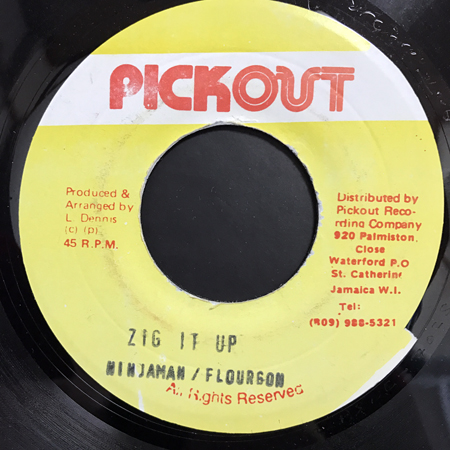 PICKOUT
Produced &
Arranged by
L. Dennis
(c) (p)
45 R.P.M.
Distributed by
Pickout Reco-
rding Company
920 Palmiston
Close
Waterford P.O
St. Catherine
Jamaica W.I.
Tel:
(809) 988-5321
ZIG IT UP
NINJAMAN / FLOURGON
All Rights Reserved